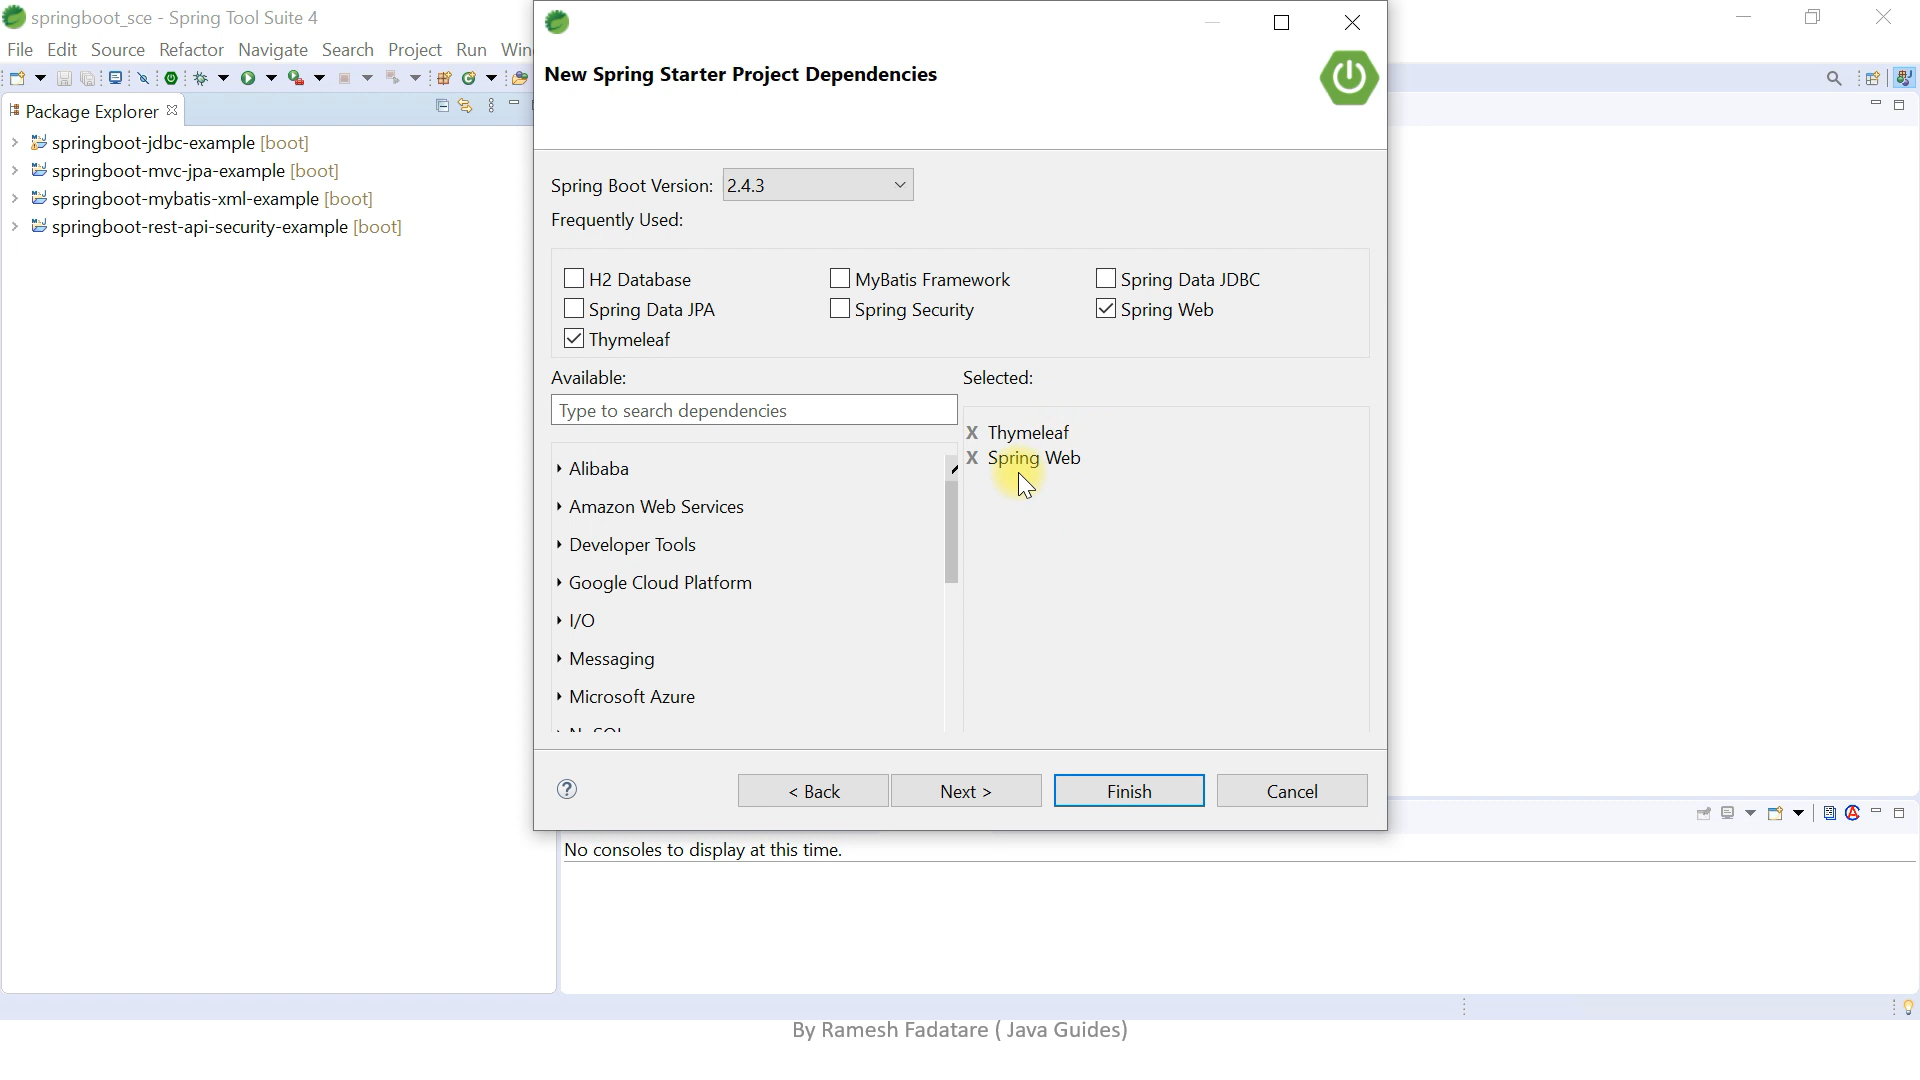 springboot_sce - Spring Tool Suite 4
File Edit Source Refactor Navigate Search Project Run
Package Explorer
springboot-jdbc-example [boot]
springboot-mvc-jpa-example [boot]
springboot-mybatis-xml-example [boot]
springboot-rest-api-security-example [boot]
New Spring Starter Project Dependencies
Spring Boot Version: 2.4.3
Frequently Used:
H2 Database MyBatis Framework Spring Data JDBC
Spring Data JPA Spring Security Spring Web
Thymeleaf
Available: Selected:
Type to search dependencies
X Thymeleaf
X Spring Web
Alibaba
Amazon Web Services
Developer Tools
Google Cloud Platform
I/O
Messaging
Microsoft Azure
< Back Next > Finish Cancel
No consoles to display at this time.
By Ramesh Fadatare ( Java Guides)